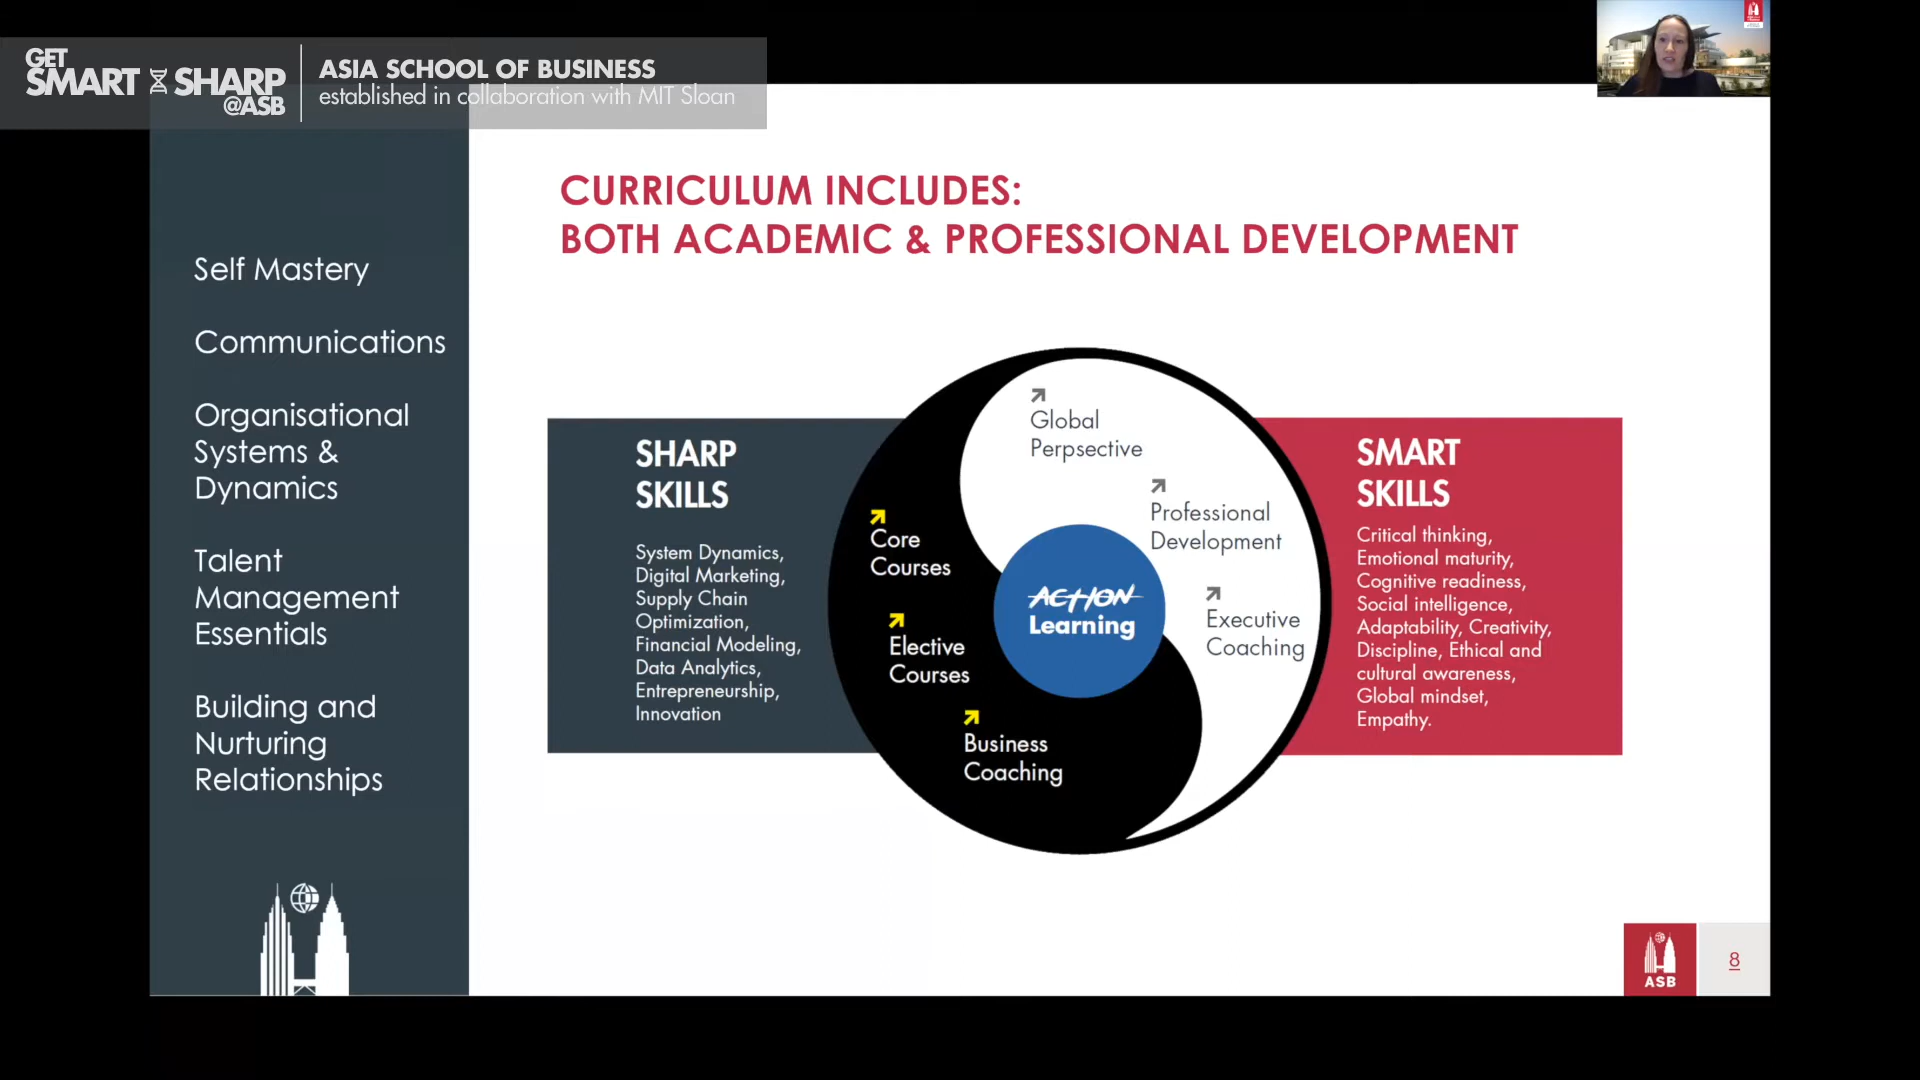 GET
SMART SHARP
@ASB
ASIA SCHOOL OF BUSINESS
established in collaboration with MIT Sloan
Self Mastery
Communications
Organisational
Systems &
Dynamics
Talent
Management
Essentials
Building and
Nurturing
Relationships
CURRICULUM INCLUDES:
BOTH ACADEMIC & PROFESSIONAL DEVELOPMENT
SHARP
SKILLS
System Dynamics,
Digital Marketing,
Supply Chain
Optimization,
Financial Modeling,
Data Analytics,
Entrepreneurship,
Innovation
Core
Courses
Elective
Courses
Business
Coaching
ACTION
Learning
Global
Perpsective
Professional
Development
Executive
Coaching
SMART
SKILLS
Critical thinking,
Emotional maturity,
Cognitive readiness,
Social intelligence,
Adaptability, Creativity,
Discipline, Ethical and
cultural awareness,
Global mindset,
Empathy.
ASB
8